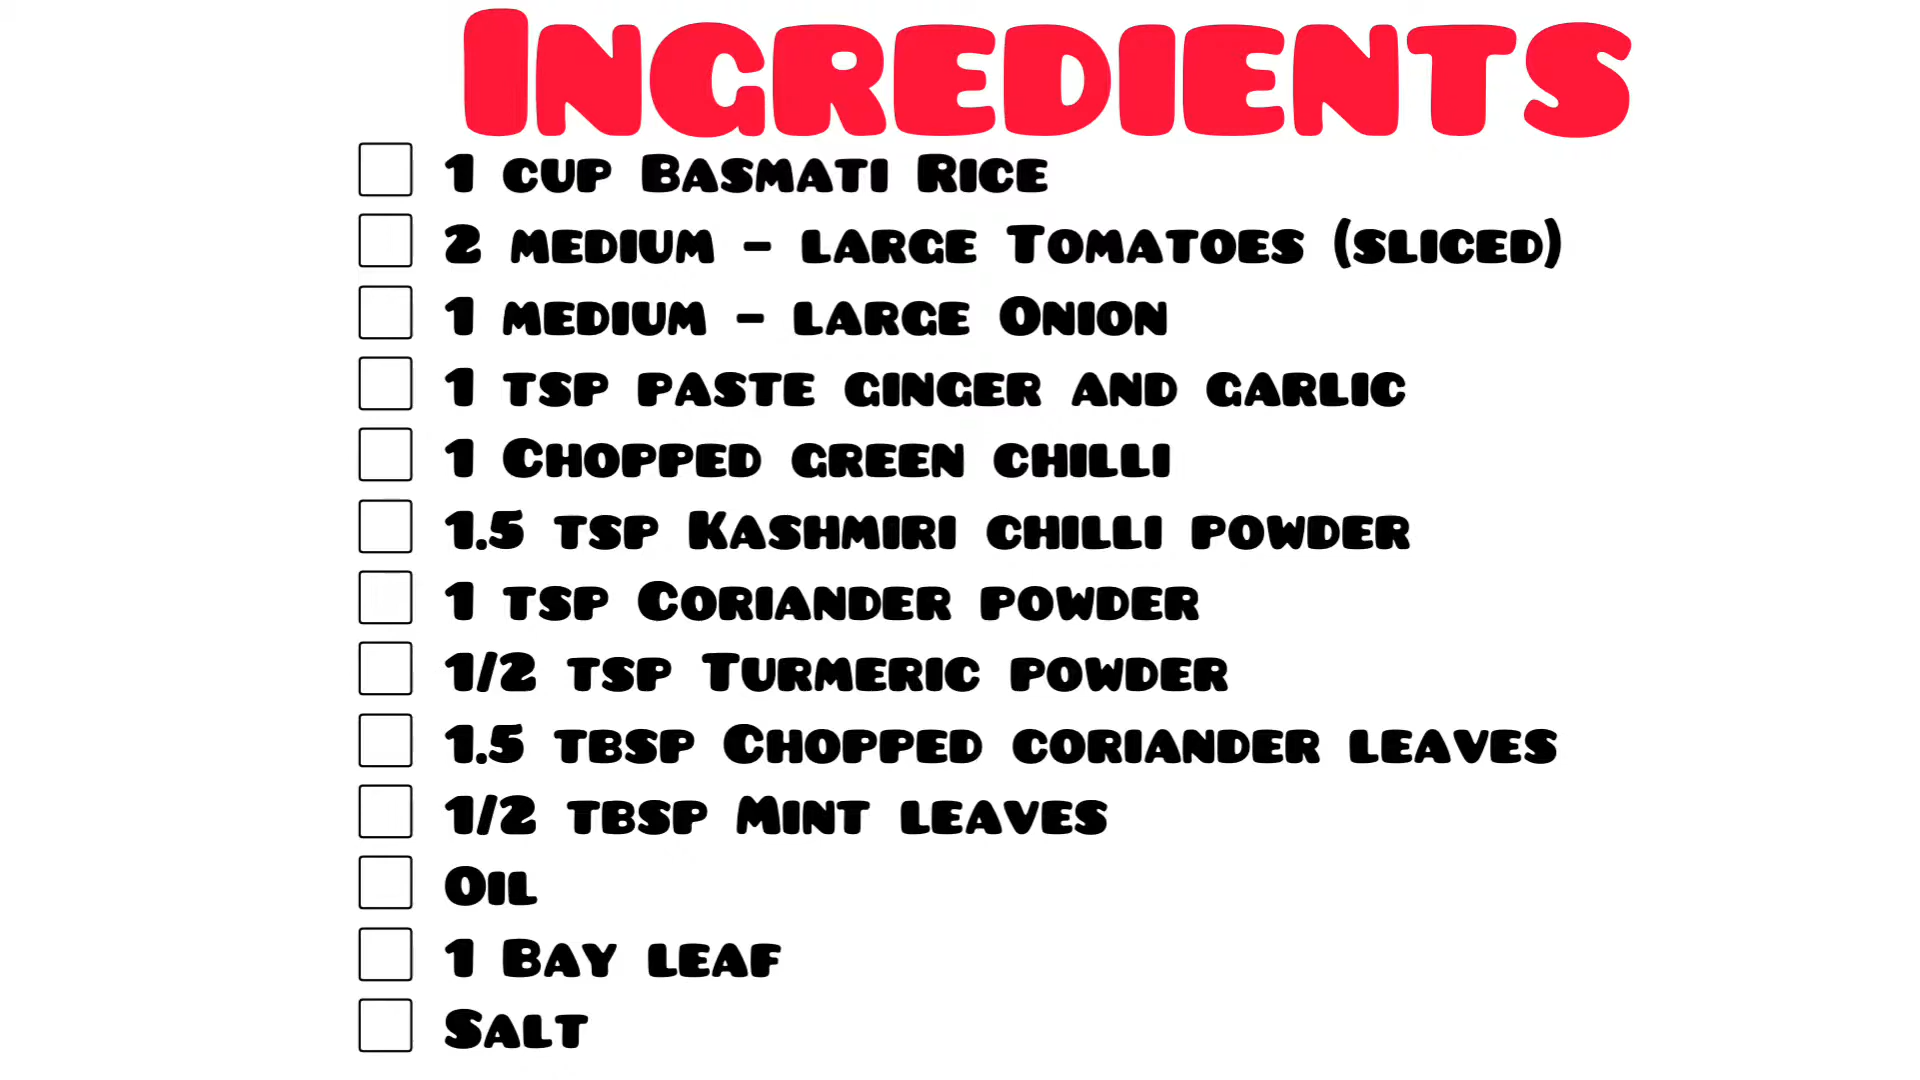 Ingredients
1 cup Basmati Rice
2 medium - large Tomatoes (sliced)
1 medium - large Onion
1 tsp paste ginger and garlic
1 Chopped green chilli
1.5 tsp Kashmiri chilli powder
1 tsp Coriander powder
1/2 tsp Turmeric powder
1.5 tbsp Chopped coriander leaves
1/2 tbsp Mint leaves
Oil
1 Bay leaf
Salt